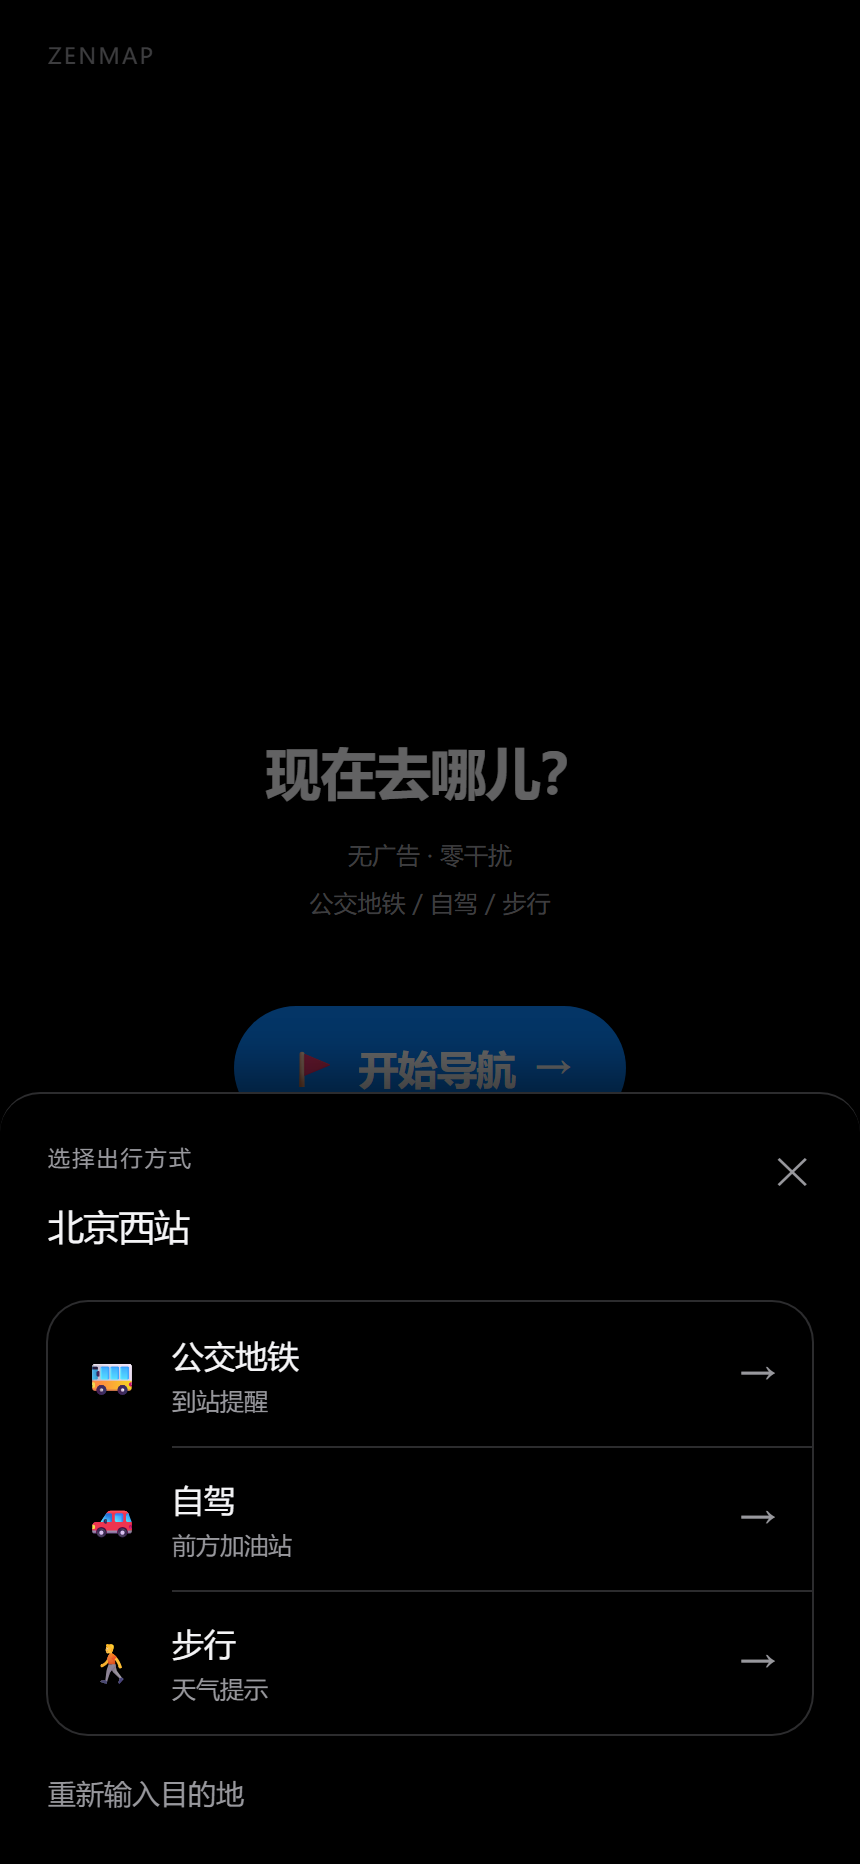 ZENMAP
现在去哪儿?
无广告 · 零干扰
公交地铁 / 自驾 / 步行
开始导航 →
选择出行方式
北京西站
公交地铁 →
到站提醒
自驾 →
前方加油站
步行 →
天气提示
重新输入目的地